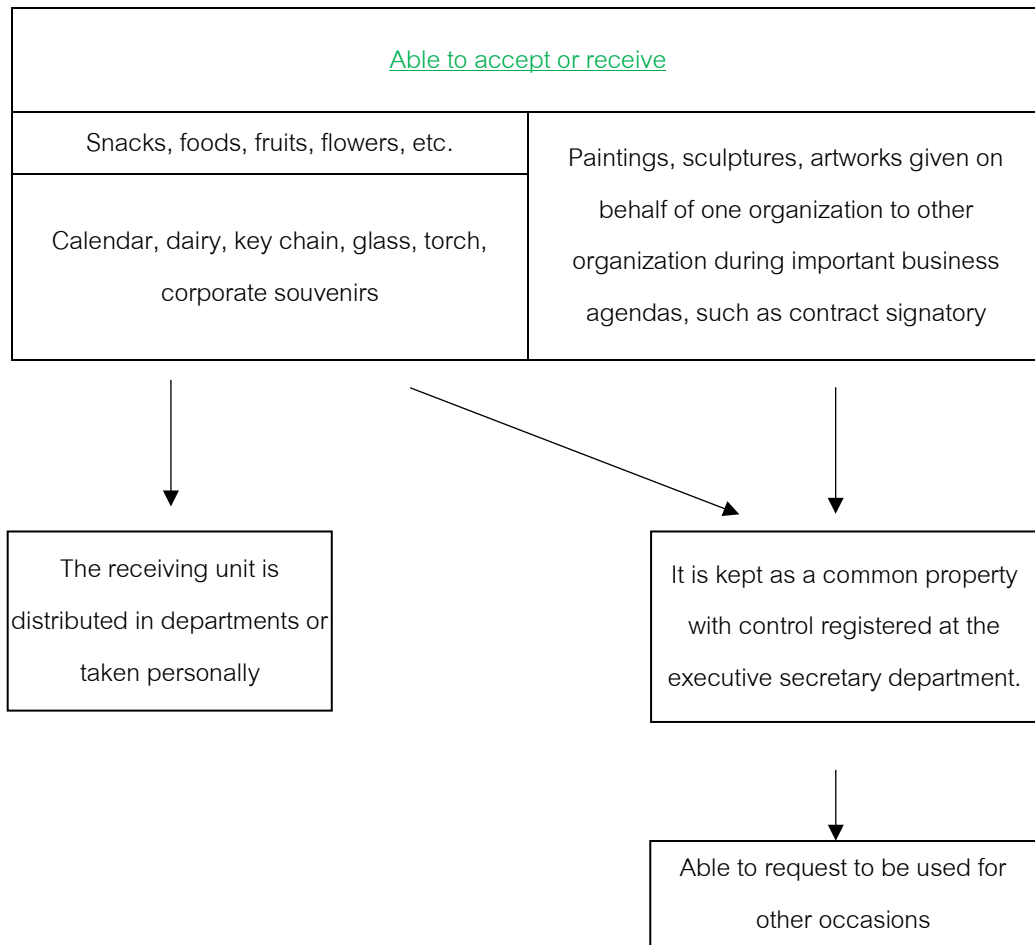 Able to accept or receive
Snacks, foods, fruits, flowers, etc.
Calendar, dairy, key chain, glass, torch,
corporate souvenirs
Paintings, sculptures, artworks given on
behalf of one organization to other
organization during important business
agendas, such as contract signatory
The receiving unit is
distributed in departments or
taken personally
It is kept as a common property
with control registered at the
executive secretary department.
Able to request to be used for
other occasions